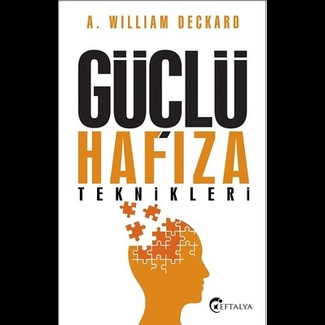 A. WILLIAM DECKARD
GÜÇLÜ
HAFIZA
TEKNİKLERİ
EFTALYA